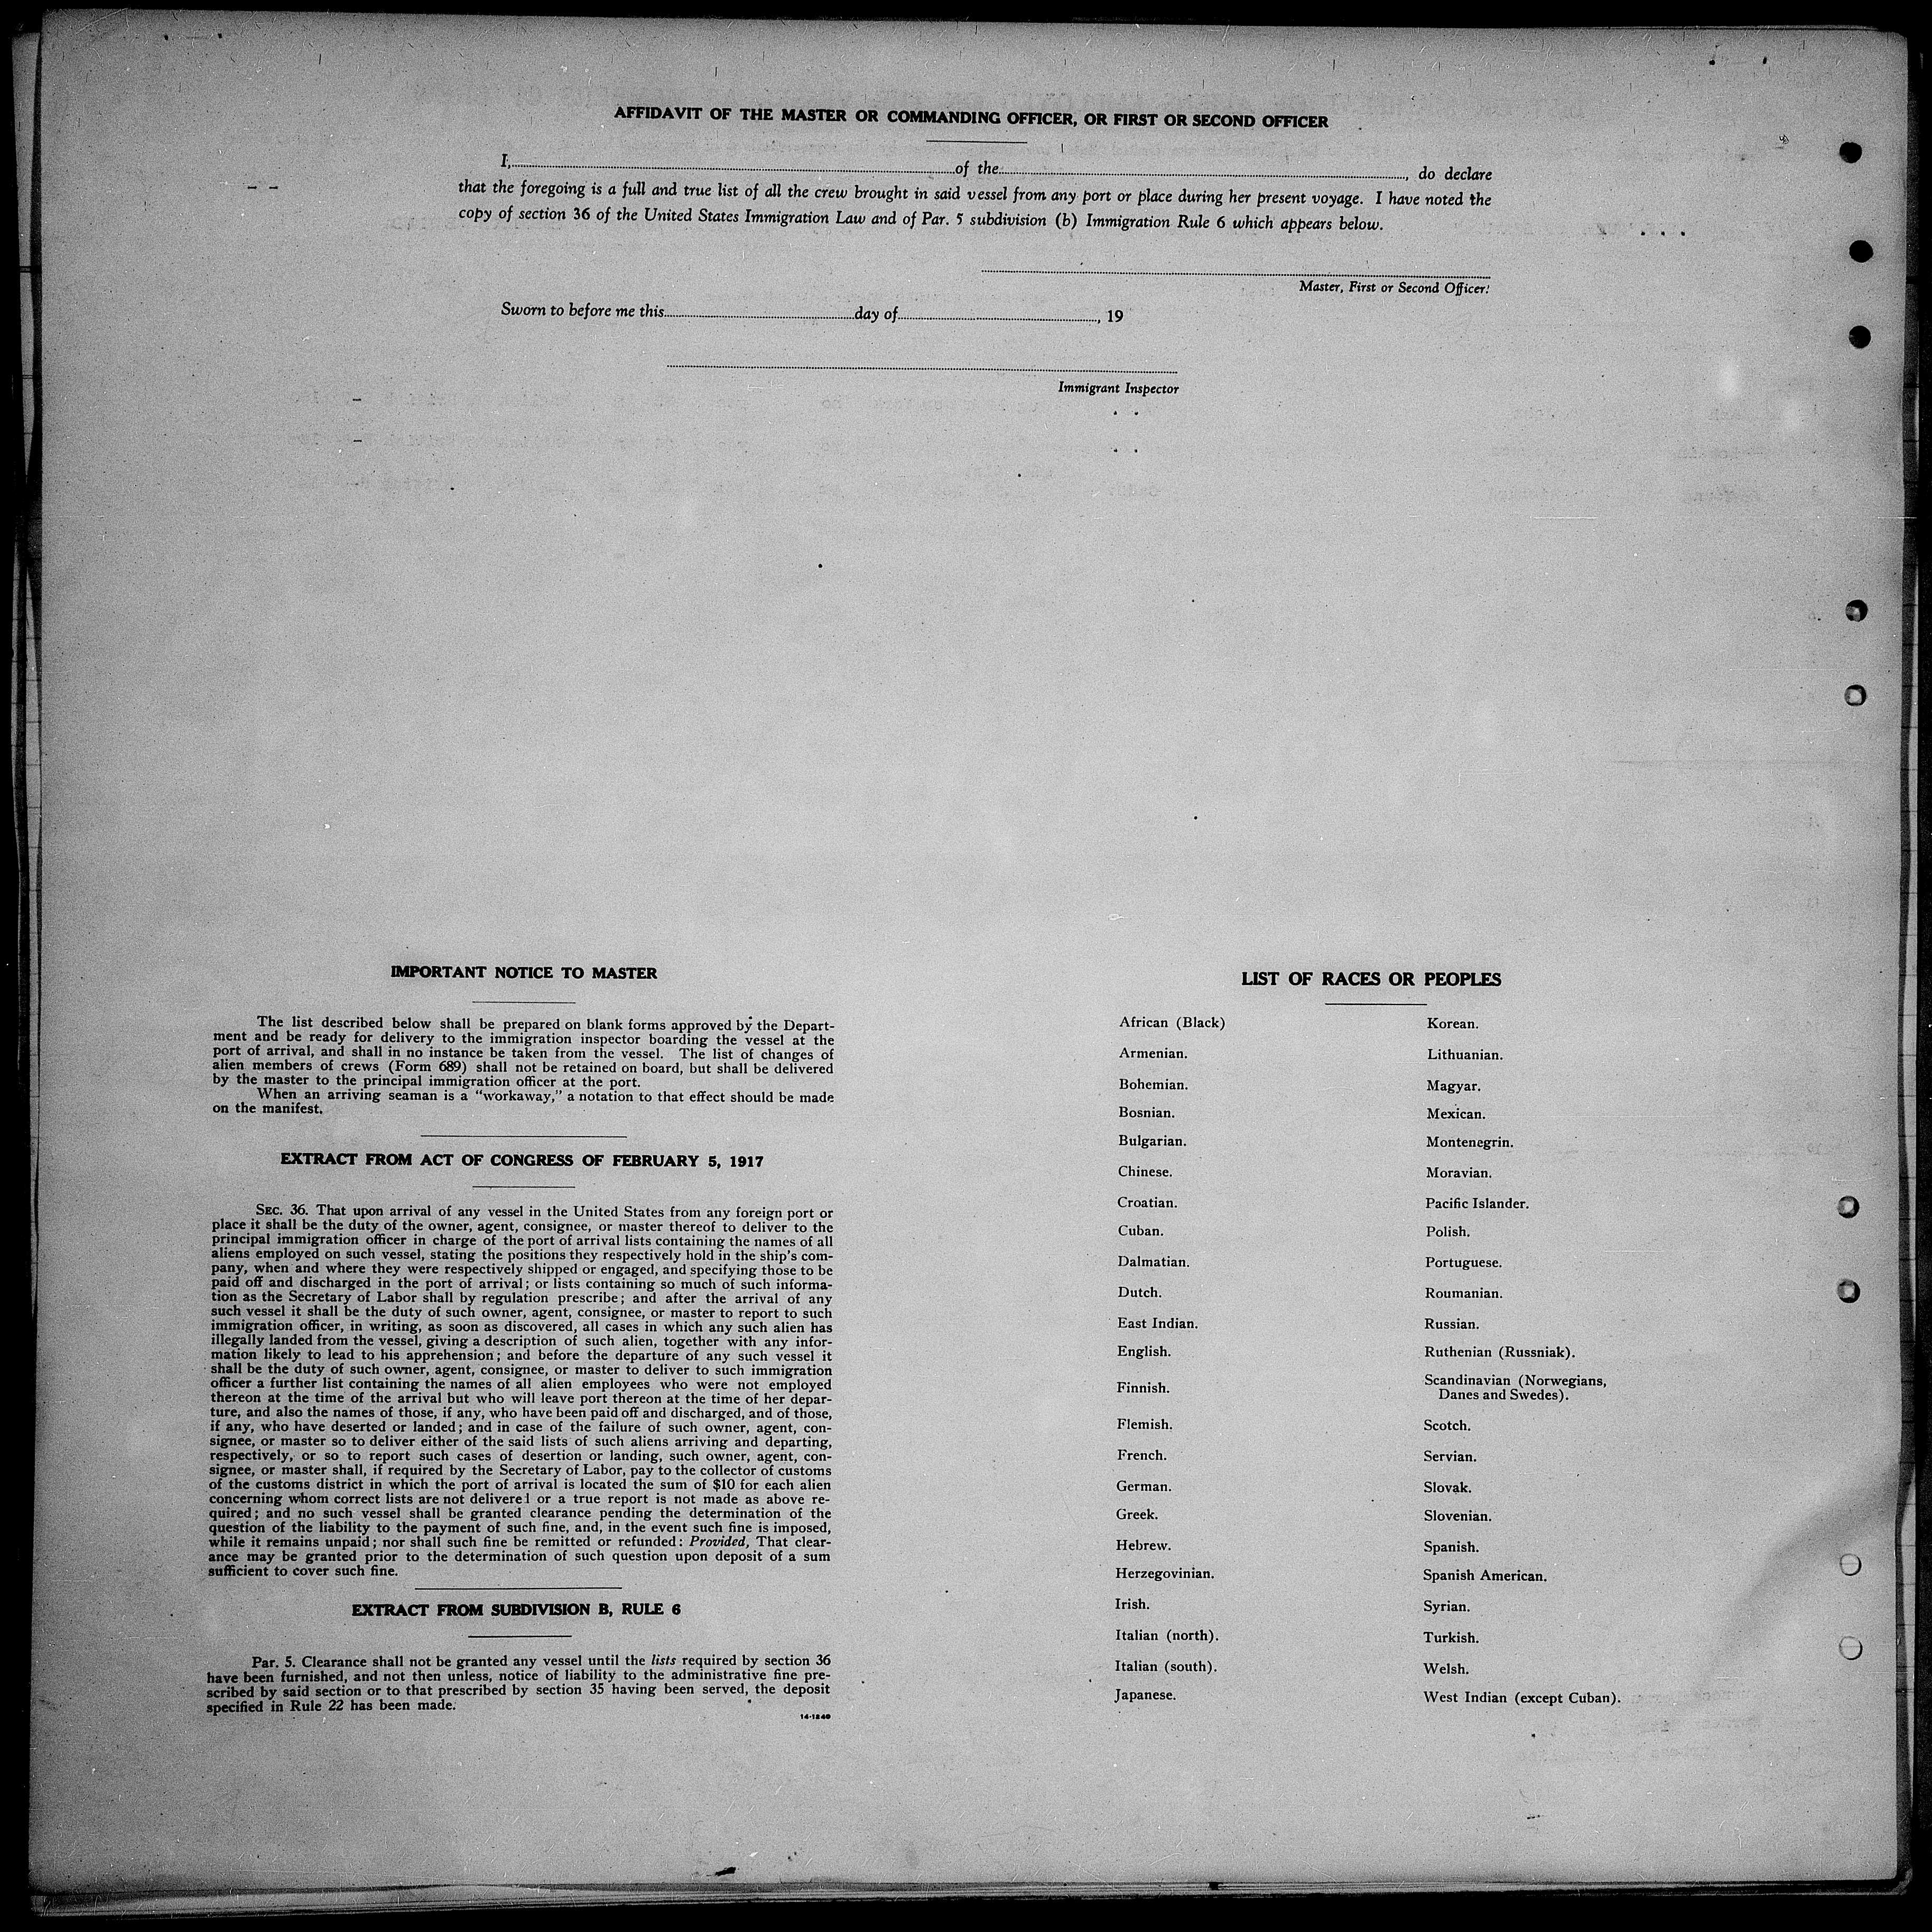 AFFIDAVIT OF THE MASTER OR COMMANDING OFFICER, OR FIRST OR SECOND OFFICER
I, of the , do declare
that the foregoing is a full and true list of all the crew brought in said vessel from any port or place during her present voyage. I have noted the
copy of section 36 of the United States Immigration Law and of Par. 5 subdivision (b) Immigration Rule 6 which appears below.
Master, First or Second Officer.
Sworn to before me this day of , 19
Immigrant Inspector
IMPORTANT NOTICE TO MASTER
The list described below shall be prepared on blank forms approved by the Depart-
ment and be ready for delivery to the immigration inspector boarding the vessel at the
port of arrival, and shall in no instance be taken from the vessel. The list of changes of
alien members of crews (Form 689) shall not be retained on board, but shall be delivered
by the master to the principal immigration officer at the port.
When an arriving seaman is a "workaway," a notation to that effect should be made
on the manifest.
EXTRACT FROM ACT OF CONGRESS OF FEBRUARY 5, 1917
SEC. 36. That upon arrival of any vessel in the United States from any foreign port or
place it shall be the duty of the owner, agent, consignee, or master thereof to deliver to the
principal immigration officer in charge of the port of arrival lists containing the names of all
aliens employed on such vessel, stating the positions they respectively hold in the ship's com-
pany, when and where they were respectively shipped or engaged, and specifying those to be
paid off and discharged in the port of arrival; or lists containing so much of such informa-
tion as the Secretary of Labor shall by regulation prescribe; and after the arrival of any
such vessel it shall be the duty of such owner, agent, consignee, or master to report to such
immigration officer, in writing, as soon as discovered, all cases in which any such alien has
illegally landed from the vessel, giving a description of such alien, together with any infor-
mation likely to lead to his apprehension; and before the departure of any such vessel it
shall be the duty of such owner, agent, consignee, or master to deliver to such immigration
officer a further list containing the names of all alien employees who were not employed
thereon at the time of the arrival but who will leave port thereon at the time of her depar-
ture, and also the names of those, if any, who have been paid off and discharged, and of those,
if any, who have deserted or landed; and in case of the failure of such owner, agent, con-
signee, or master so to deliver either of the said lists of such aliens arriving and departing,
respectively, or so to report such cases of desertion or landing, such owner, agent, con-
signee, or master shall, if required by the Secretary of Labor, pay to the collector of customs
of the customs district in which the port of arrival is located the sum of $10 for each alien
concerning whom correct lists are not delivered or a true report is not made as above re-
quired; and no such vessel shall be granted clearance pending the determination of the
question of the liability to the payment of such fine, and, in the event such fine is imposed,
while it remains unpaid; nor shall such fine be remitted or refunded: Provided, That clear-
ance may be granted prior to the determination of such question upon deposit of a sum
sufficient to cover such fine.
EXTRACT FROM SUBDIVISION B, RULE 6
Par. 5. Clearance shall not be granted any vessel until the lists required by section 36
have been furnished, and not then unless, notice of liability to the administrative fine pre-
scribed by said section or to that prescribed by section 35 having been served, the deposit
specified in Rule 22 has been made.
14-1240
LIST OF RACES OR PEOPLES
African (Black)
Armenian.
Bohemian.
Bosnian.
Bulgarian.
Chinese.
Croatian.
Cuban.
Dalmatian.
Dutch.
East Indian.
English.
Finnish.
Flemish.
French.
German.
Greek.
Hebrew.
Herzegovinian.
Irish.
Italian (north).
Italian (south).
Japanese.
Korean.
Lithuanian.
Magyar.
Mexican.
Montenegrin.
Moravian.
Pacific Islander.
Polish.
Portuguese.
Roumanian.
Russian.
Ruthenian (Russniak).
Scandinavian (Norwegians,
Danes and Swedes).
Scotch.
Servian.
Slovak.
Slovenian.
Spanish.
Spanish American.
Syrian.
Turkish.
Welsh.
West Indian (except Cuban).